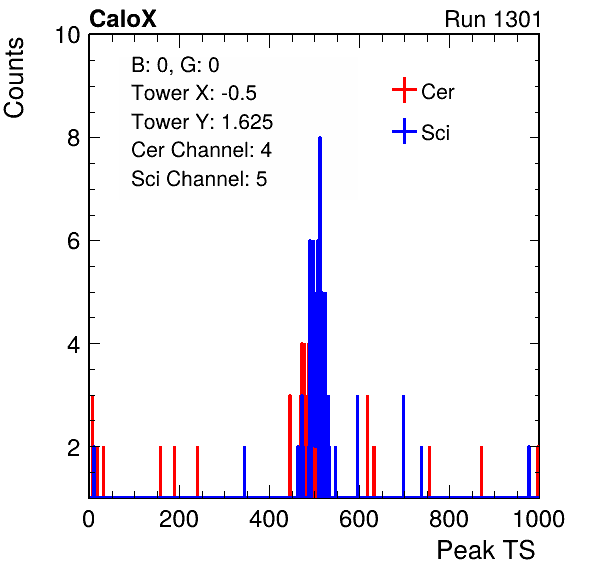 CaloX Run 1301
Counts
10
8
6
4
2
B: 0, G: 0
Tower X: -0.5
Tower Y: 1.625
Cer Channel: 4
Sci Channel: 5
Cer
Sci
0 200 400 600 800 1000
Peak TS